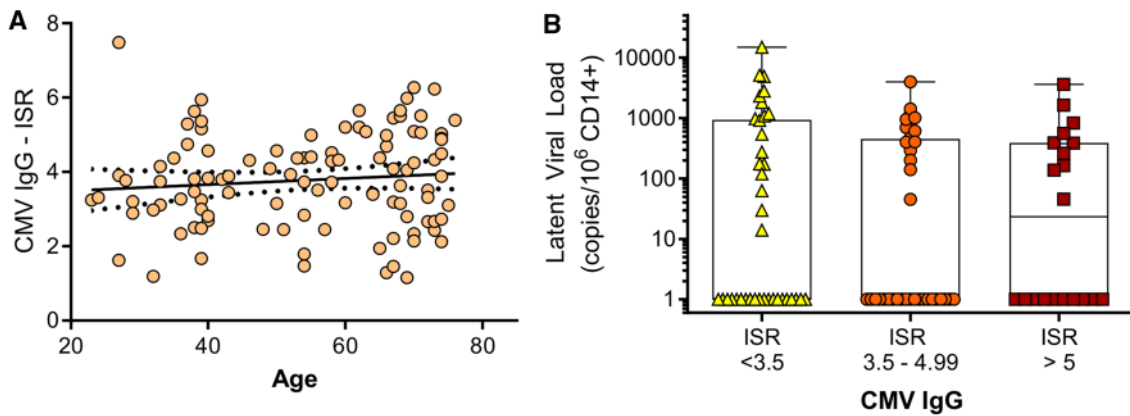 A
8
6
4
2
0
CMV IgG - ISR
20 40 60 80
Age
B
10000
1000
100
10
1
Latent Viral Load
(copies/10⁶ CD14+)
ISR ISR ISR
<3.5 3.5 - 4.99 > 5
CMV IgG